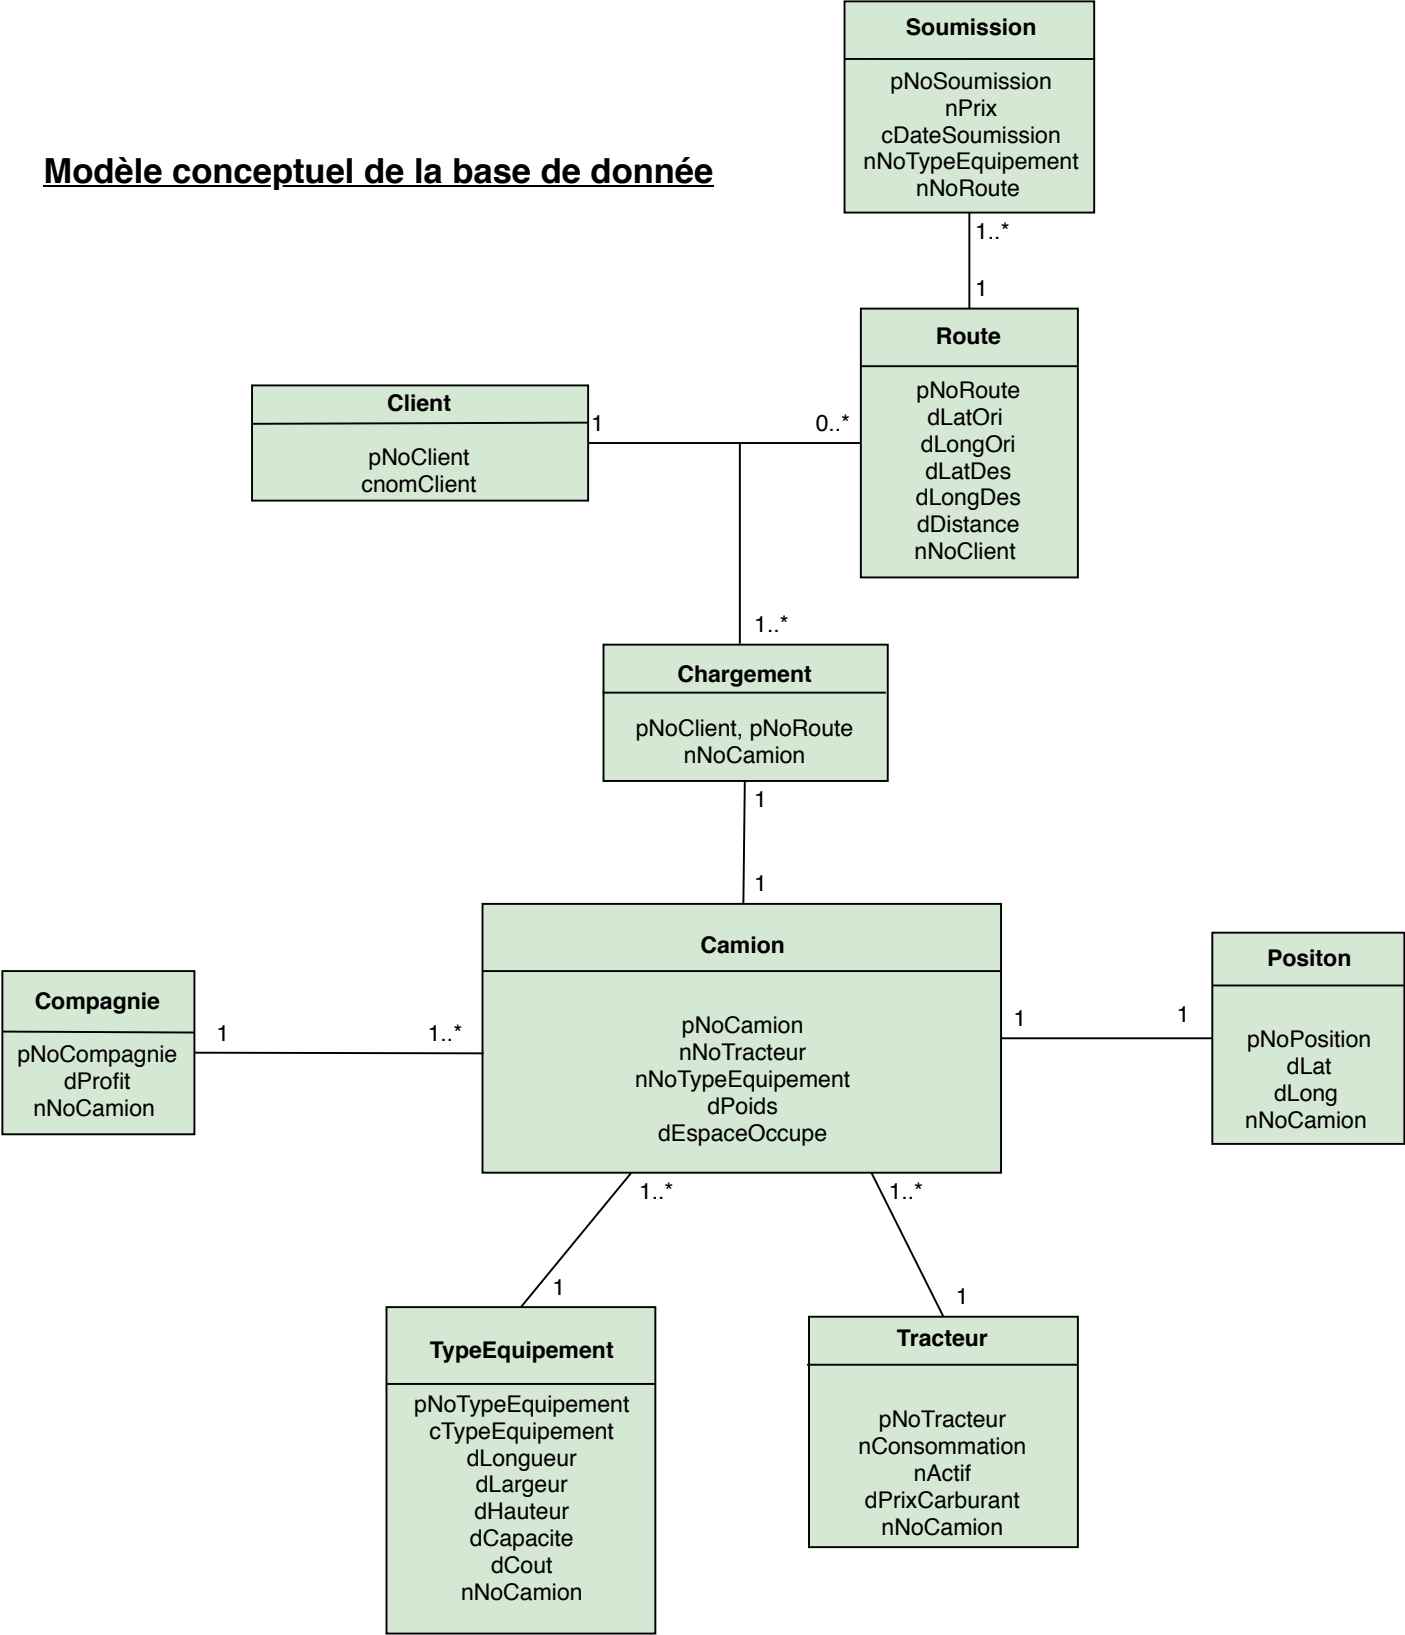 Soumission
pNoSoumission
nPrix
cDateSoumission
nNoTypeEquipement
nNoRoute
Modèle conceptuel de la base de donnée
1..*
1
Route
pNoRoute
dLatOri
dLongOri
dLatDes
dLongDes
dDistance
nNoClient
Client
pNoClient
cnomClient
1
0..*
1..*
Chargement
pNoClient, pNoRoute
nNoCamion
1
1
Camion
pNoCamion
nNoTracteur
nNoTypeEquipement
dPoids
dEspaceOccupe
Compagnie
pNoCompagnie
dProfit
nNoCamion
1
1..*
1
1
Positon
pNoPosition
dLat
dLong
nNoCamion
1..*
1..*
1
1
TypeEquipement
pNoTypeEquipement
cTypeEquipement
dLongueur
dLargeur
dHauteur
dCapacite
dCout
nNoCamion
Tracteur
pNoTracteur
nConsommation
nActif
dPrixCarburant
nNoCamion